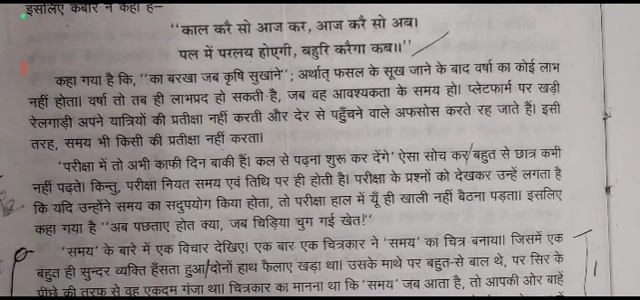 इसलिए कबीर ने कहा है—
"काल करै सो आज कर, आज करै सो अब।
पल में परलय होएगी, बहुरि करैगा कब॥"
कहा गया है कि, "का बरखा जब कृषि सुखाने"; अर्थात् फसल के सूख जाने के बाद वर्षा का कोई लाभ
नहीं होता। वर्षा तो तब ही लाभप्रद हो सकती है, जब वह आवश्यकता के समय हो। प्लेटफार्म पर खड़ी
रेलगाड़ी अपने यात्रियों की प्रतीक्षा नहीं करती और देर से पहुँचने वाले अफसोस करते रह जाते हैं। इसी
तरह, समय भी किसी की प्रतीक्षा नहीं करता।
'परीक्षा में तो अभी काफी दिन बाकी हैं। कल से पढ़ना शुरू कर देंगे' ऐसा सोच कर बहुत से छात्र कभी
नहीं पढ़ते। किन्तु, परीक्षा नियत समय एवं तिथि पर ही होती है। परीक्षा के प्रश्नों को देखकर उन्हें लगता है
कि यदि उन्होंने समय का सदुपयोग किया होता, तो परीक्षा हाल में यूँ ही खाली नहीं बैठना पड़ता। इसलिए
कहा गया है "अब पछताए होत क्या, जब चिड़िया चुग गई खेत!"
'समय' के बारे में एक विचार देखिए। एक बार एक चित्रकार ने 'समय' का चित्र बनाया। जिसमें एक
बहुत ही सुन्दर व्यक्ति हँसता हुआ दोनों हाथ फैलाए खड़ा था। उसके माथे पर बहुत-से बाल थे, पर सिर के
पीछे की तरफ से वह एकदम गंजा था। चित्रकार का मानना था कि 'समय' जब आता है, तो आपकी ओर बाहें